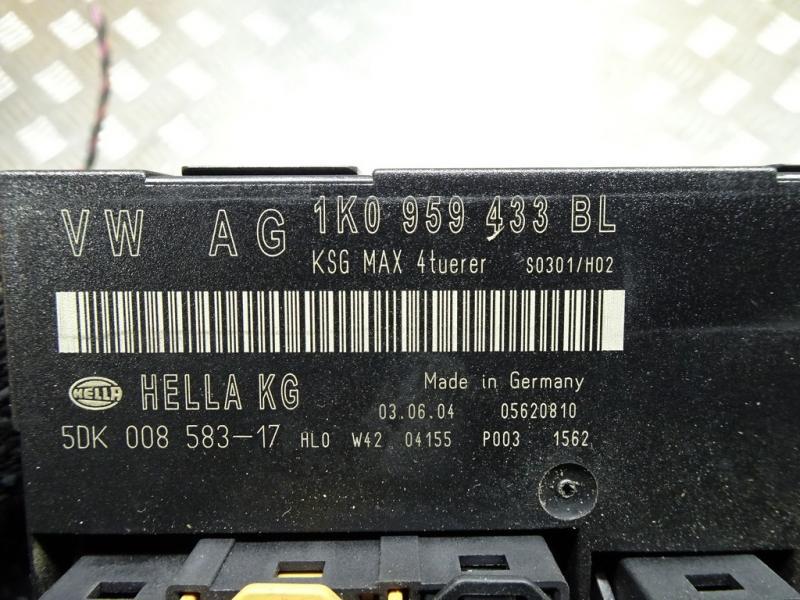 VW AG 1K0 959 433 BL
KSG MAX 4tuerer S0301/H02
HELLA HELLA KG Made in Germany
03.06.04 05620810
5DK 008 583-17 HL0 W42 04155 P003 1562